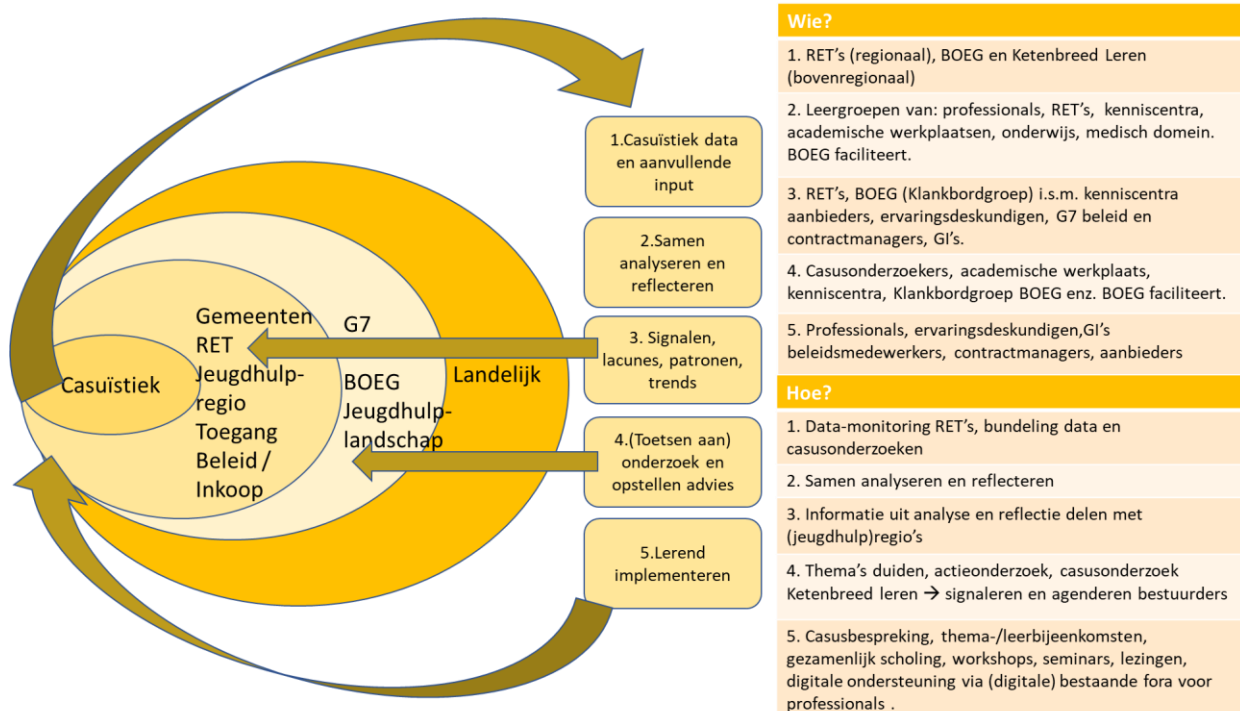 Casuïstiek
Gemeenten
RET
Jeugdhulp-
regio
Toegang
Beleid /
Inkoop
G7
BOEG
Jeugdhulp-
landschap
Landelijk
1.Casuïstiek data
en aanvullende
input
2.Samen
analyseren en
reflecteren
3. Signalen,
lacunes, patronen,
trends
4.(Toetsen aan)
onderzoek en
opstellen advies
5.Lerend
implementeren
Wie?
1. RET's (regionaal), BOEG en Ketenbreed Leren
(bovenregionaal)
2. Leergroepen van: professionals, RET's, kenniscentra,
academische werkplaatsen, onderwijs, medisch domein.
BOEG faciliteert.
3. RET's, BOEG (Klankbordgroep) i.s.m. kenniscentra
aanbieders, ervaringsdeskundigen, G7 beleid en
contractmanagers, GI's.
4. Casusonderzoekers, academische werkplaats,
kenniscentra, Klankbordgroep BOEG enz. BOEG faciliteert.
5. Professionals, ervaringsdeskundigen,GI's
beleidsmedewerkers, contractmanagers, aanbieders
Hoe?
1. Data-monitoring RET's, bundeling data en
casusonderzoeken
2. Samen analyseren en reflecteren
3. Informatie uit analyse en reflectie delen met
(jeugdhulp)regio's
4. Thema's duiden, actieonderzoek, casusonderzoek
Ketenbreed leren → signaleren en agenderen bestuurders
5. Casusbespreking, thema-/leerbijeenkomsten,
gezamenlijk scholing, workshops, seminars, lezingen,
digitale ondersteuning via (digitale) bestaande fora voor
professionals .